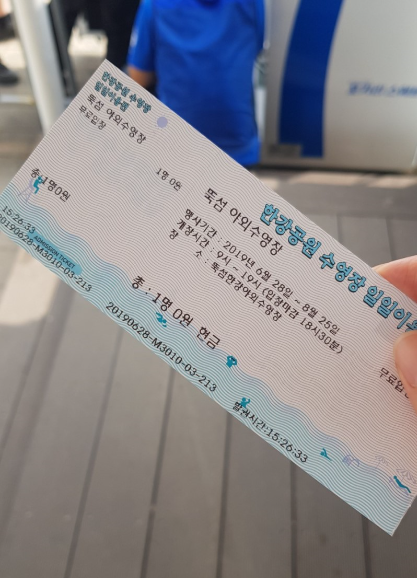 한강공원 수영장
일일이용권
뚝섬 야외수영장
무료입장
1명 0원
총:1명0원
15:26:33
20190628-M3010-03-213
ADMISSION TICKET
한강공원 수영장 일일이용
뚝섬 야외수영장
행사기간 : 2019년 6월 28일 ~ 8월 25일
개장시간 : 9시 ~ 19시 (입장마감 18시30분)
장 소 : 뚝섬한강야외수영장
무료입
총 : 1명 0원 현금
20190628-M3010-03-213
발권시간:15:26:33